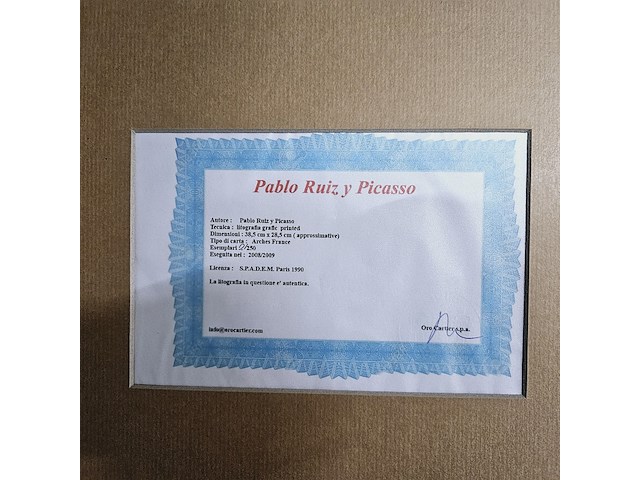 Pablo Ruiz y Picasso
Autore : Pablo Ruiz y Picasso
Tecnica : litografia grafic printed
Dimensioni : 38,5 cm x 28,5 cm ( approssimative)
Tipo di carta : Arches France
Esemplari /250
Eseguita nel : 2008/2009
Licenza : S.P.A.D.E.M. Paris 1990
La litografia in questione e' autentica.
info@orocartier.com
Oro Cartier s.p.a.